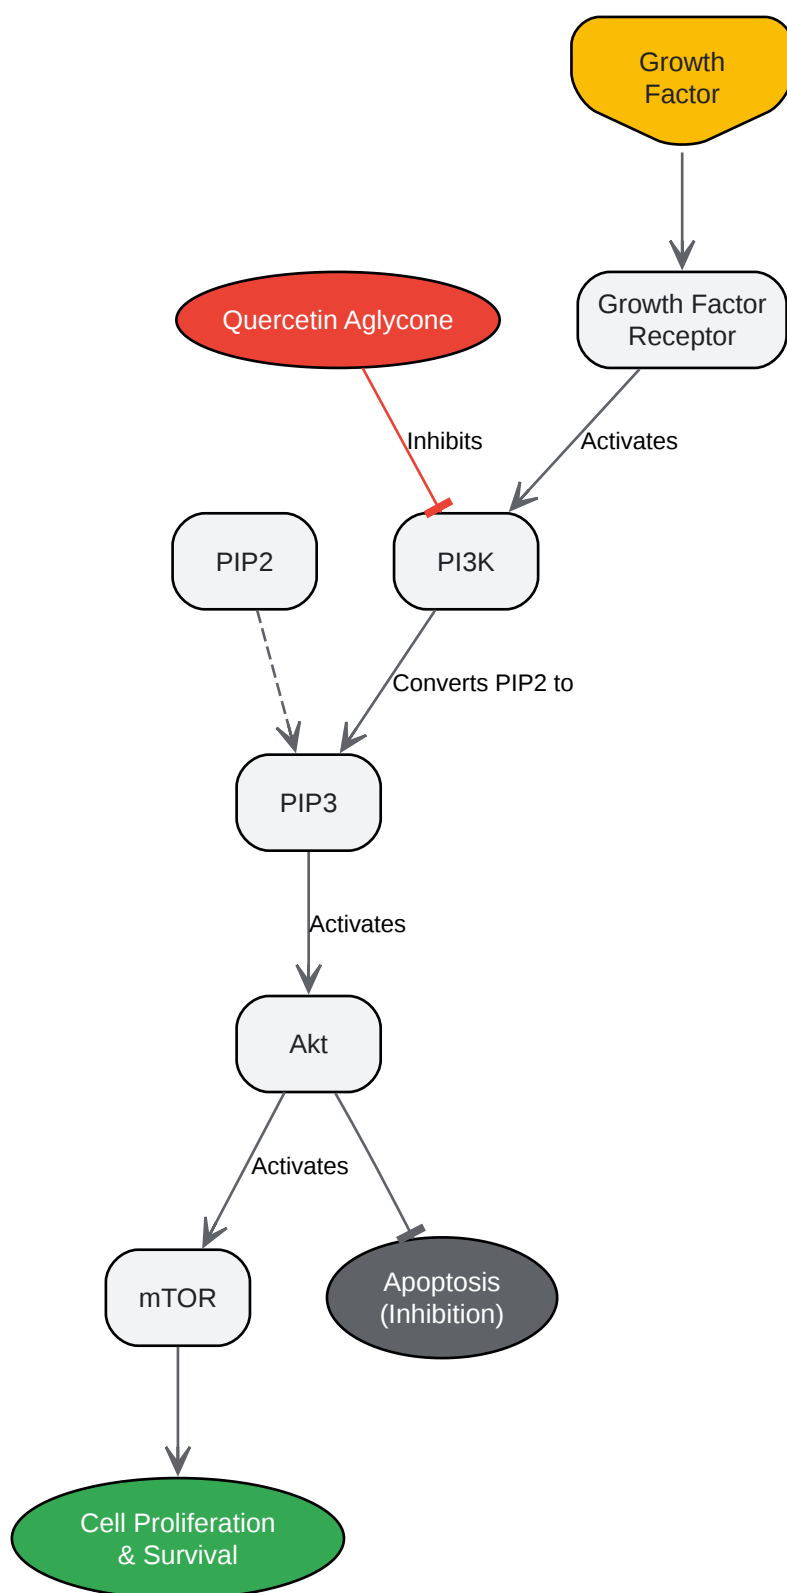 Growth
Factor
Quercetin Aglycone
Growth Factor
Receptor
Inhibits
Activates
PIP2
PI3K
Converts PIP2 to
PIP3
Activates
Akt
Activates
mTOR
Apoptosis
(Inhibition)
Cell Proliferation
& Survival